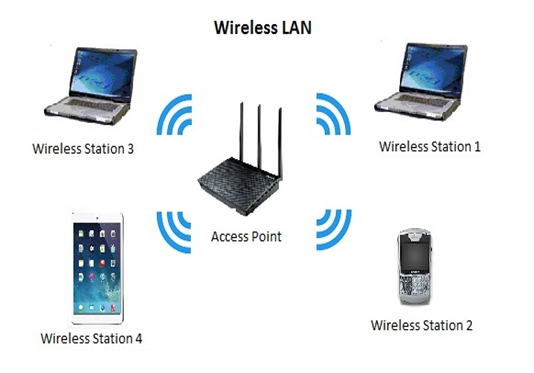 Wireless LAN
Wireless Station 3
Wireless Station 1
Access Point
Wireless Station 4
Wireless Station 2